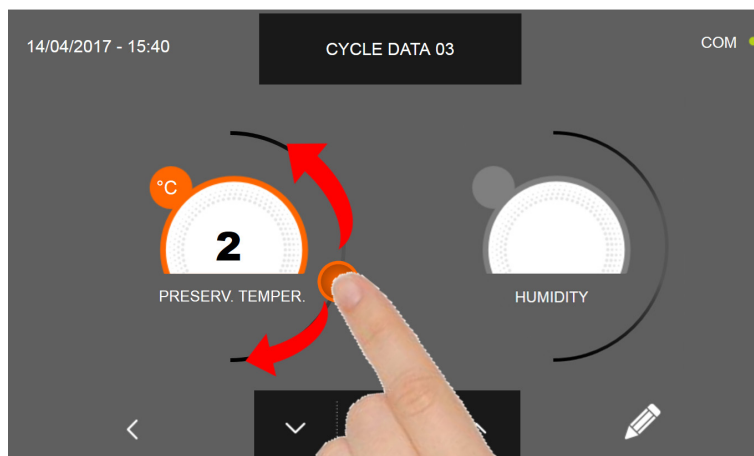 14/04/2017 - 15:40
CYCLE DATA 03
COM
°C
2
PRESERV. TEMPER.
HUMIDITY